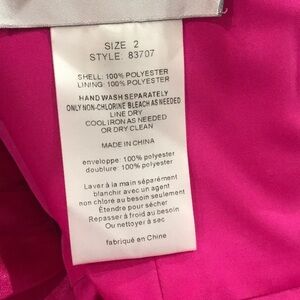 SIZE 2
STYLE: 83707
SHELL: 100% POLYESTER
LINING: 100% POLYESTER
HAND WASH SEPARATELY
ONLY NON-CHLORINE BLEACH AS NEEDED
LINE DRY
COOL IRON AS NEEDED
OR DRY CLEAN
MADE IN CHINA
enveloppe: 100% polyester
doublure: 100% polyester
Laver à la main séparément
blanchir avec un agent
non chloré au besoin seulement
Étendre pour sécher
Repasser à froid au besoin
Ou nettoyer à sec
fabriqué en Chine